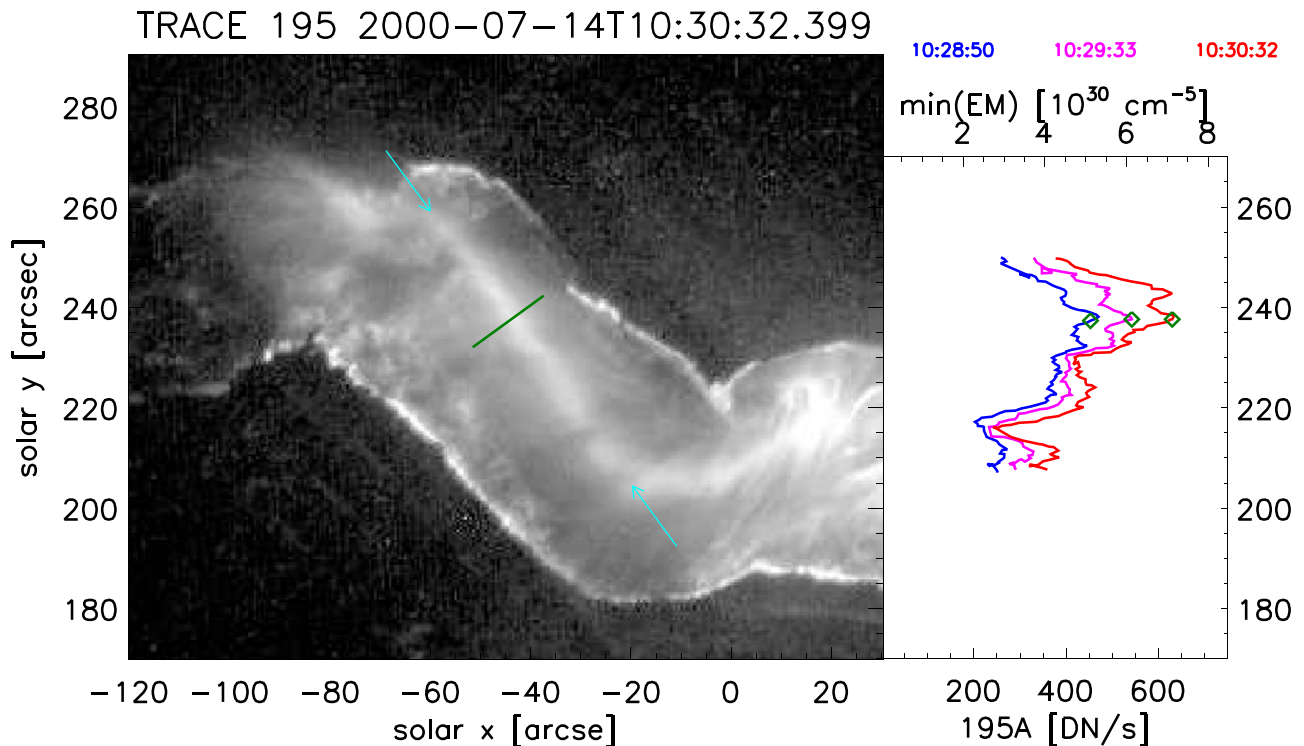 TRACE 195 2000-07-14T10:30:32.399
10:28:50 10:29:33 10:30:32
min(EM) [10^30 cm^-5]
2 4 6 8
280
260
240
220
200
180
solar y [arcsec]
-120 -100 -80 -60 -40 -20 0 20
solar x [arcse]
260
240
220
200
180
200 400 600
195A [DN/s]